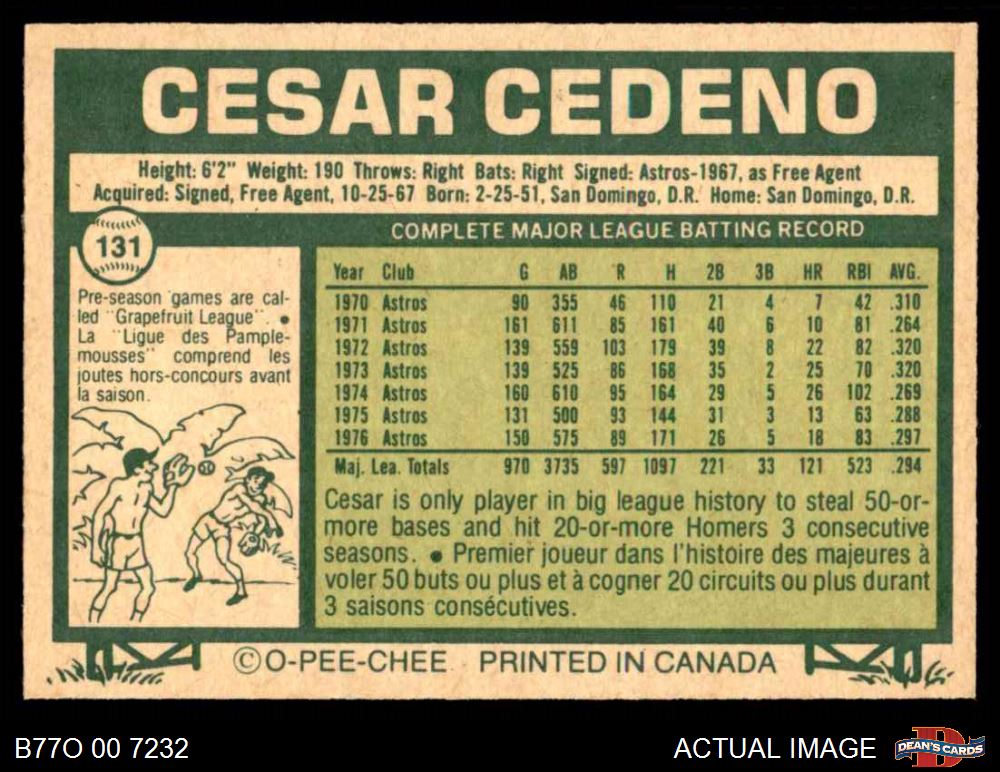 CESAR CEDENO
Height: 6'2" Weight: 190 Throws: Right Bats: Right Signed: Astros-1967, as Free Agent
Acquired: Signed, Free Agent, 10-25-67 Born: 2-25-51, San Domingo, D.R. Home: San Domingo, D.R.
131
Pre-season games are cal-
led "Grapefruit League". ●
La "Ligue des Pample-
mousses" comprend les
joutes hors-concours avant
la saison.
COMPLETE MAJOR LEAGUE BATTING RECORD
Year Club G AB R H 2B 3B HR RBI AVG.
1970 Astros 90 355 46 110 21 4 7 42 .310
1971 Astros 161 611 85 161 40 6 10 81 .264
1972 Astros 139 559 103 179 39 8 22 82 .320
1973 Astros 139 525 86 168 35 2 25 70 .320
1974 Astros 160 610 95 164 29 5 26 102 .269
1975 Astros 131 500 93 144 31 3 13 63 .288
1976 Astros 150 575 89 171 26 5 18 83 .297
Maj. Lea. Totals 970 3735 597 1097 221 33 121 523 .294
Cesar is only player in big league history to steal 50-or-
more bases and hit 20-or-more Homers 3 consecutive
seasons. ● Premier joueur dans l'histoire des majeures à
voler 50 buts ou plus et à cogner 20 circuits ou plus durant
3 saisons consécutives.
© O-PEE-CHEE PRINTED IN CANADA
B77O 00 7232
ACTUAL IMAGE
DEAN'S CARDS